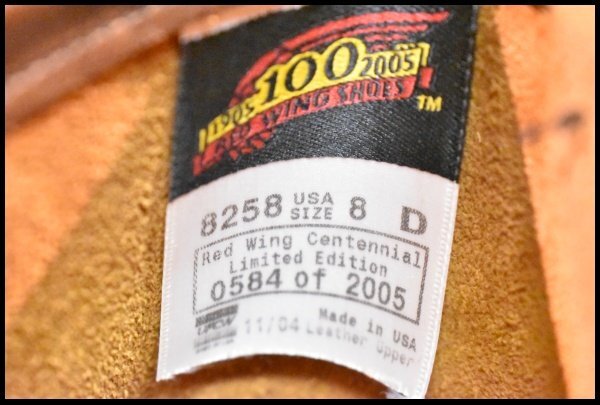 1905 100 2005
RED WING SHOES TM
8258 USA SIZE 8 D
Red Wing Centennial
Limited Edition
0584 of 2005
Made in USA
UFCW 11/04 Leather Upper